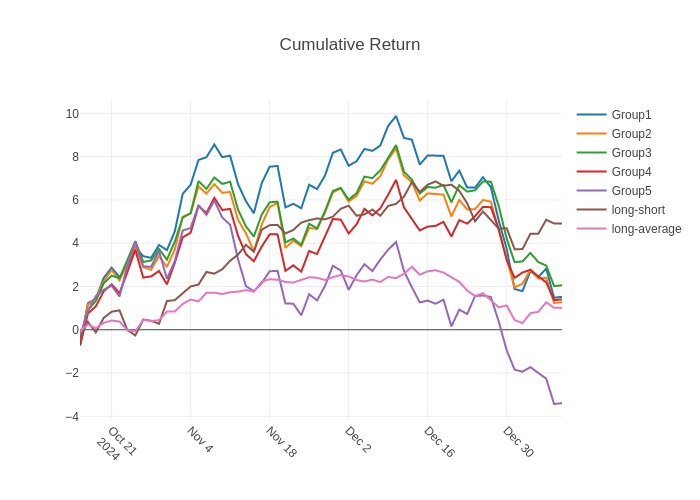 Cumulative Return
10
8
6
4
2
0
−2
−4
Oct 21
2024
Nov 4
Nov 18
Dec 2
Dec 16
Dec 30
Group1
Group2
Group3
Group4
Group5
long-short
long-average